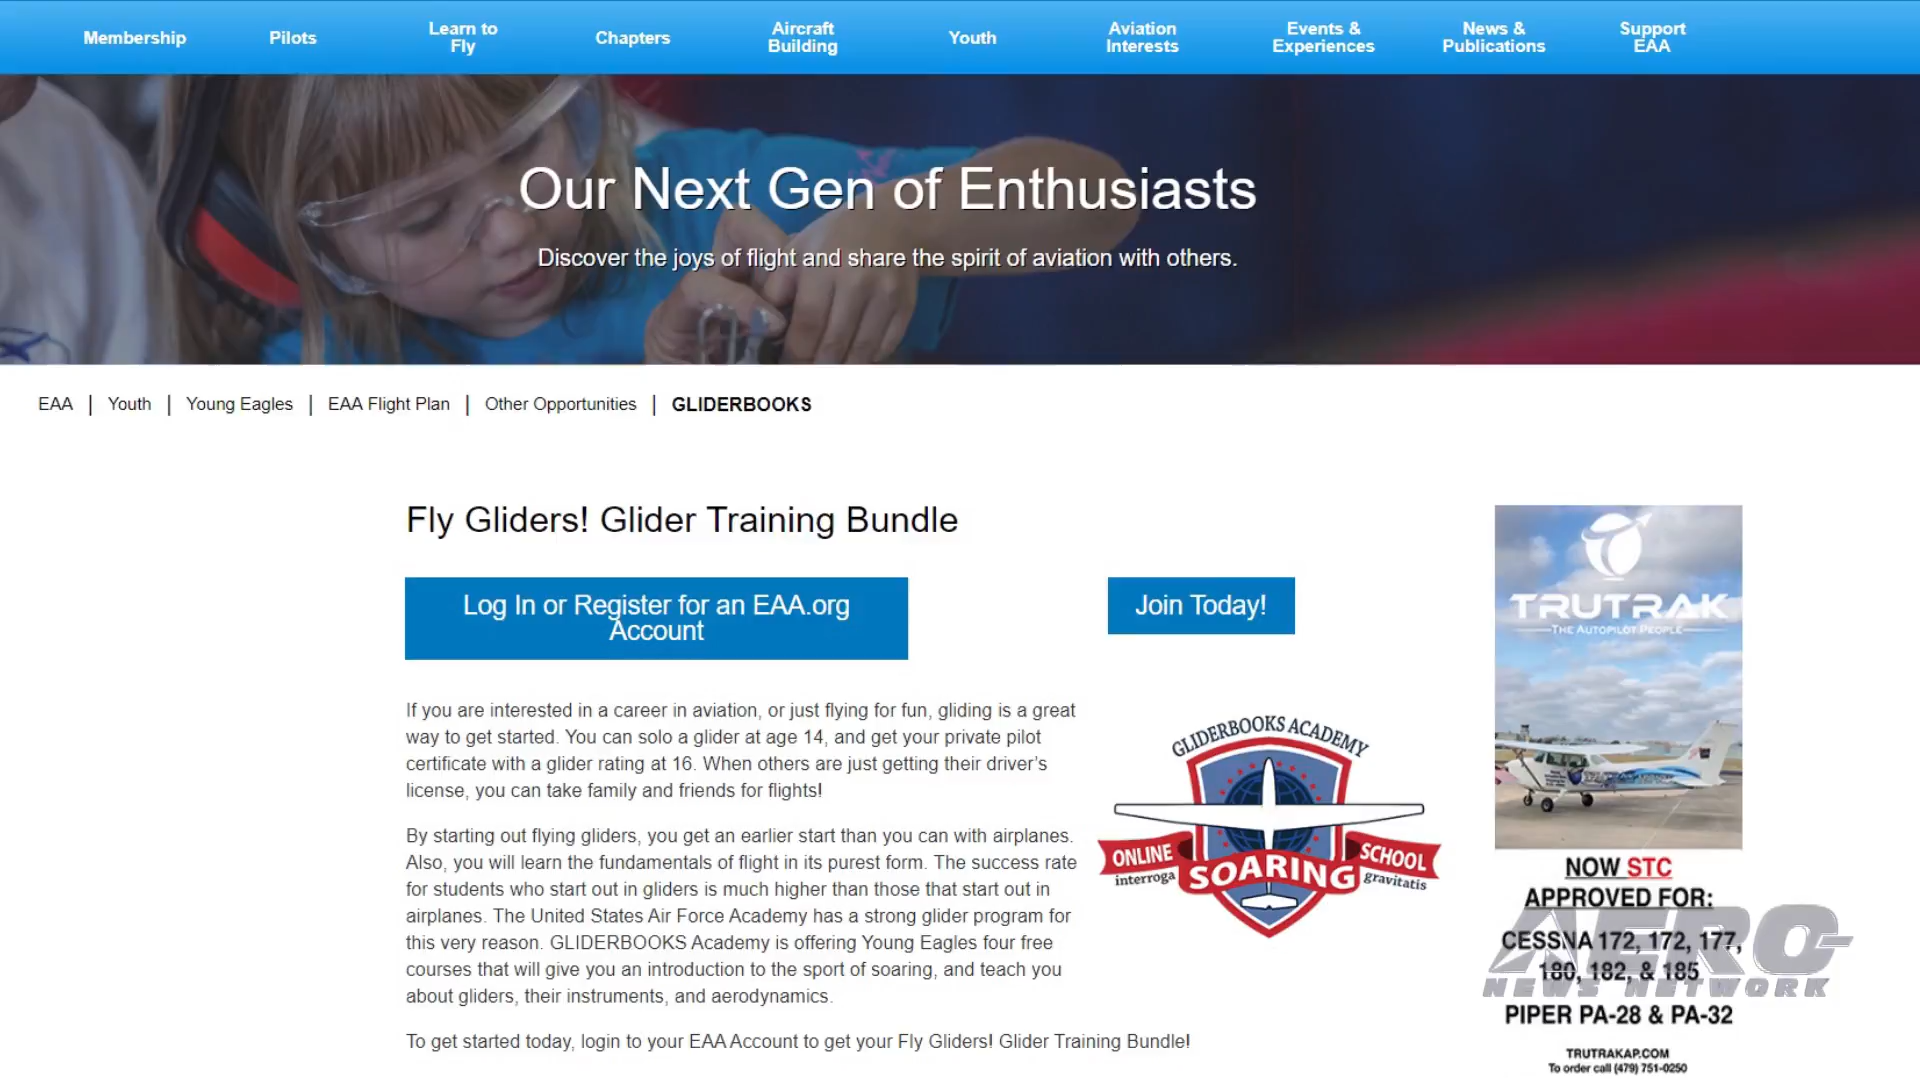 Membership
Pilots
Learn to
Fly
Chapters
Aircraft
Building
Youth
Aviation
Interests
Events &
Experiences
News &
Publications
Support
EAA
Our Next Gen of Enthusiasts
Discover the joys of flight and share the spirit of aviation with others.
EAA | Youth | Young Eagles | EAA Flight Plan | Other Opportunities | GLIDERBOOKS
Fly Gliders! Glider Training Bundle
Log In or Register for an EAA.org
Account
Join Today!
If you are interested in a career in aviation, or just flying for fun, gliding is a great
way to get started. You can solo a glider at age 14, and get your private pilot
certificate with a glider rating at 16. When others are just getting their driver's
license, you can take family and friends for flights!
By starting out flying gliders, you get an earlier start than you can with airplanes.
Also, you will learn the fundamentals of flight in its purest form. The success rate
for students who start out in gliders is much higher than those that start out in
airplanes. The United States Air Force Academy has a strong glider program for
this very reason. GLIDERBOOKS Academy is offering Young Eagles four free
courses that will give you an introduction to the sport of soaring, and teach you
about gliders, their instruments, and aerodynamics.
To get started today, login to your EAA Account to get your Fly Gliders! Glider Training Bundle!
GLIDERBOOKS ACADEMY
ONLINE
SOARING
SCHOOL
interroga
gravitatis
TRUTRAK
THE AUTOPILOT PEOPLE
NOW STC
APPROVED FOR:
CESSNA 172, 172, 177,
180, 182, & 185
PIPER PA-28 & PA-32
TRUTRAKAP.COM
To order call (479) 751-0250
AERO-
NEWS NETWORK